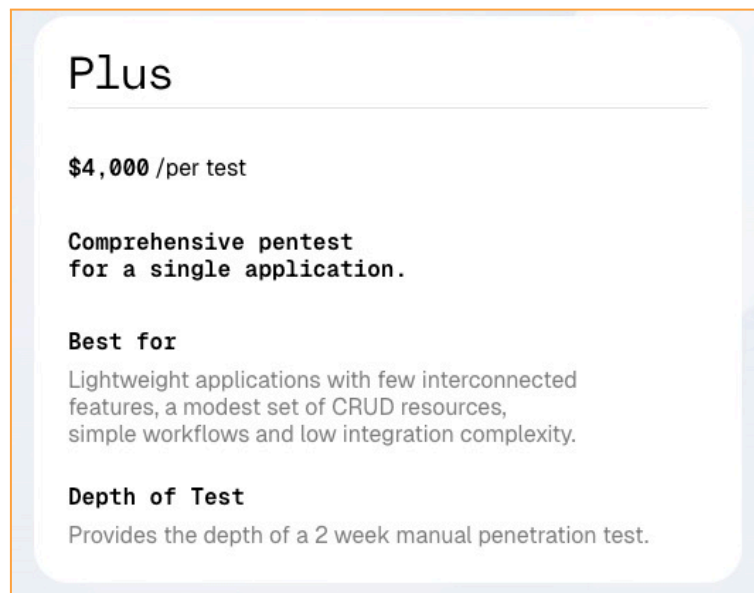 Plus
$4,000 /per test
Comprehensive pentest
for a single application.
Best for
Lightweight applications with few interconnected
features, a modest set of CRUD resources,
simple workflows and low integration complexity.
Depth of Test
Provides the depth of a 2 week manual penetration test.